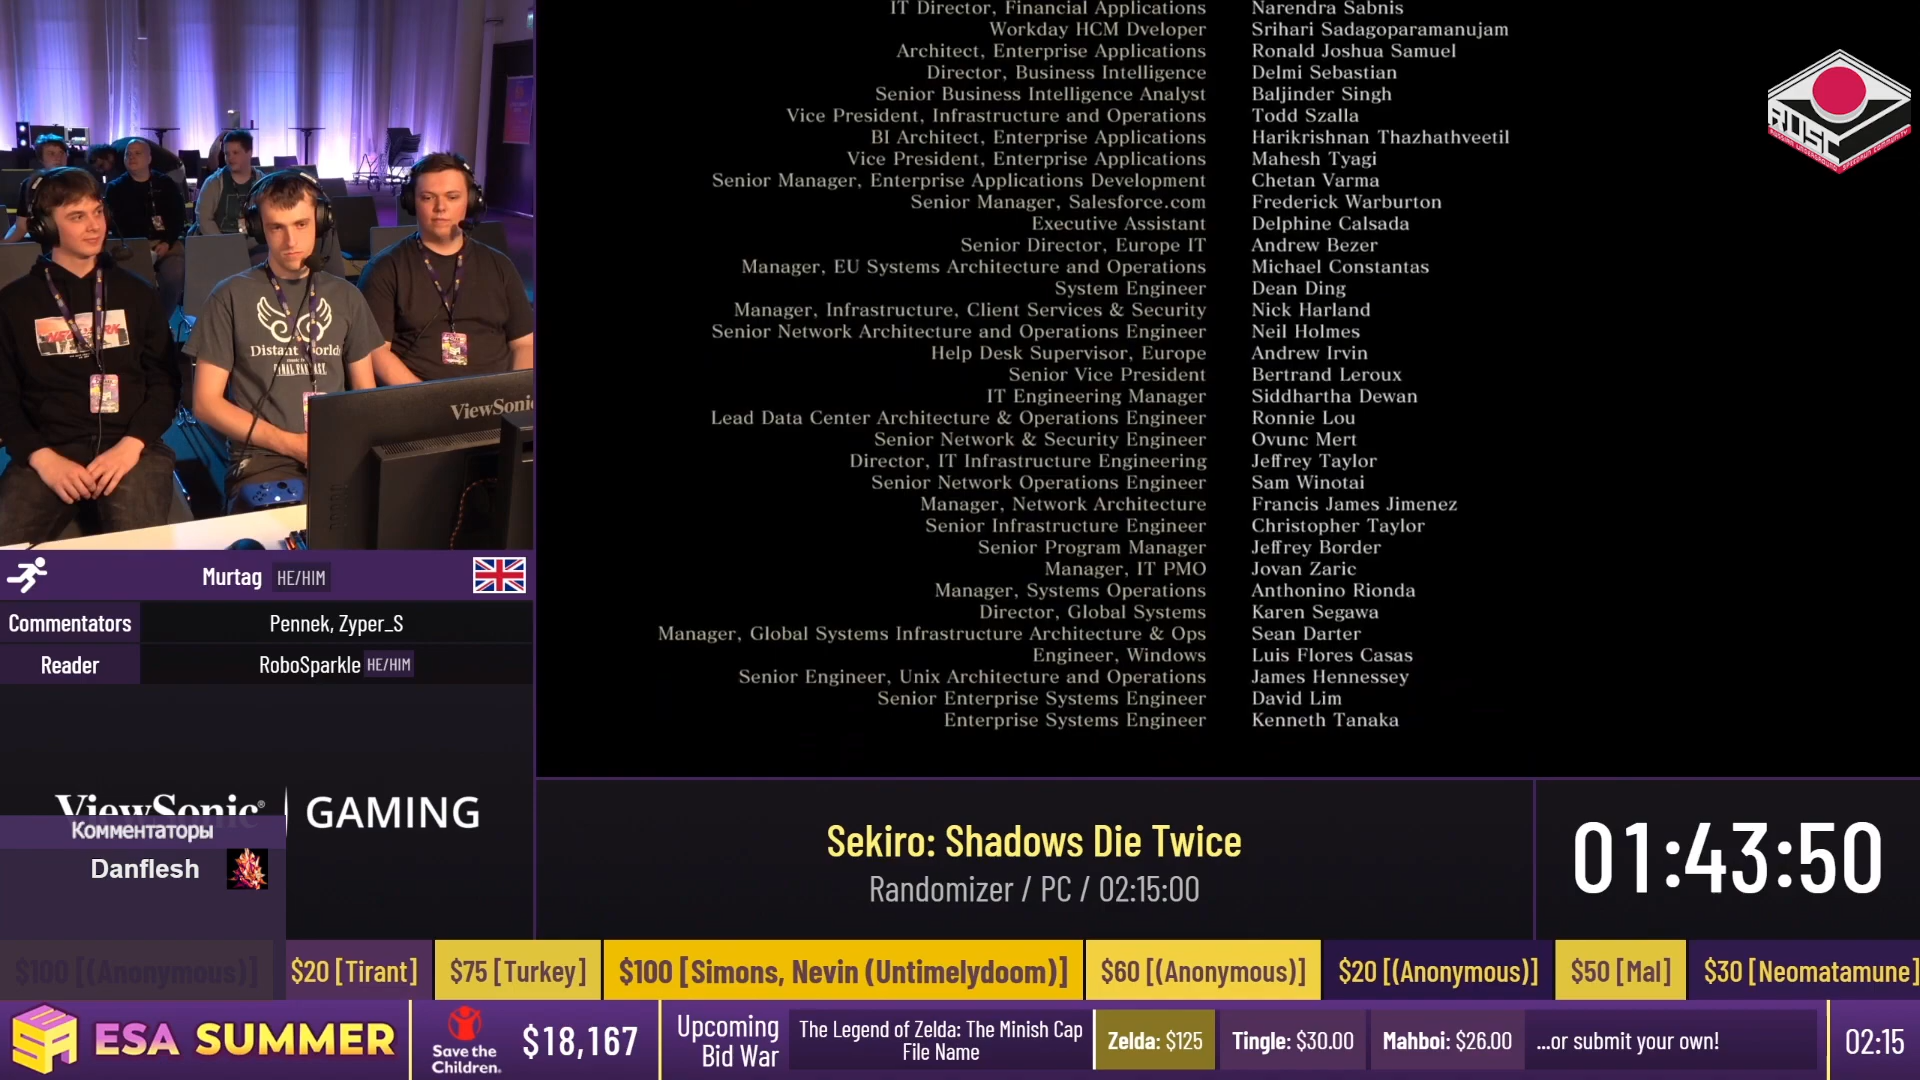 IT Director, Financial Applications Narendra Sabnis
Workday HCM Dveloper Srihari Sadagoparamanujam
Architect, Enterprise Applications Ronald Joshua Samuel
Director, Business Intelligence Delmi Sebastian
Senior Business Intelligence Analyst Baljinder Singh
Vice President, Infrastructure and Operations Todd Szalla
BI Architect, Enterprise Applications Harikrishnan Thazhathveetil
Vice President, Enterprise Applications Mahesh Tyagi
Senior Manager, Enterprise Applications Development Chetan Varma
Senior Manager, Salesforce.com Frederick Warburton
Executive Assistant Delphine Calsada
Senior Director, Europe IT Andrew Bezer
Manager, EU Systems Architecture and Operations Michael Constantas
System Engineer Dean Ding
Manager, Infrastructure, Client Services & Security Nick Harland
Senior Network Architecture and Operations Engineer Neil Holmes
Help Desk Supervisor, Europe Andrew Irvin
Senior Vice President Bertrand Leroux
IT Engineering Manager Siddhartha Dewan
Lead Data Center Architecture & Operations Engineer Ronnie Lou
Senior Network & Security Engineer Ovunc Mert
Director, IT Infrastructure Engineering Jeffrey Taylor
Senior Network Operations Engineer Sam Winotai
Manager, Network Architecture Francis James Jimenez
Senior Infrastructure Engineer Christopher Taylor
Senior Program Manager Jeffrey Border
Manager, IT PMO Jovan Zaric
Manager, Systems Operations Anthonino Rionda
Director, Global Systems Karen Segawa
Manager, Global Systems Infrastructure Architecture & Ops Sean Darter
Engineer, Windows Luis Flores Casas
Senior Engineer, Unix Architecture and Operations James Hennessey
Senior Enterprise Systems Engineer David Lim
Enterprise Systems Engineer Kenneth Tanaka
RUSC
Distant Worlds
FINAL FANTASY
ViewSonic
Murtag HE/HIM
Commentators Pennek, Zyper_S
Reader RoboSparkle HE/HIM
ViewSonic® GAMING
Комментаторы
Danflesh
Sekiro: Shadows Die Twice
Randomizer / PC / 02:15:00
01:43:50
$100 [(Anonymous)] $20 [Tirant] $75 [Turkey] $100 [Simons, Nevin (Untimelydoom)] $60 [(Anonymous)] $20 [(Anonymous)] $50 [Mal] $30 [Neomatamune]
ESA SUMMER
Save the
Children.
$18,167
Upcoming
Bid War
The Legend of Zelda: The Minish Cap
File Name
Zelda: $125 Tingle: $30.00 Mahboi: $26.00 ...or submit your own!
02:15